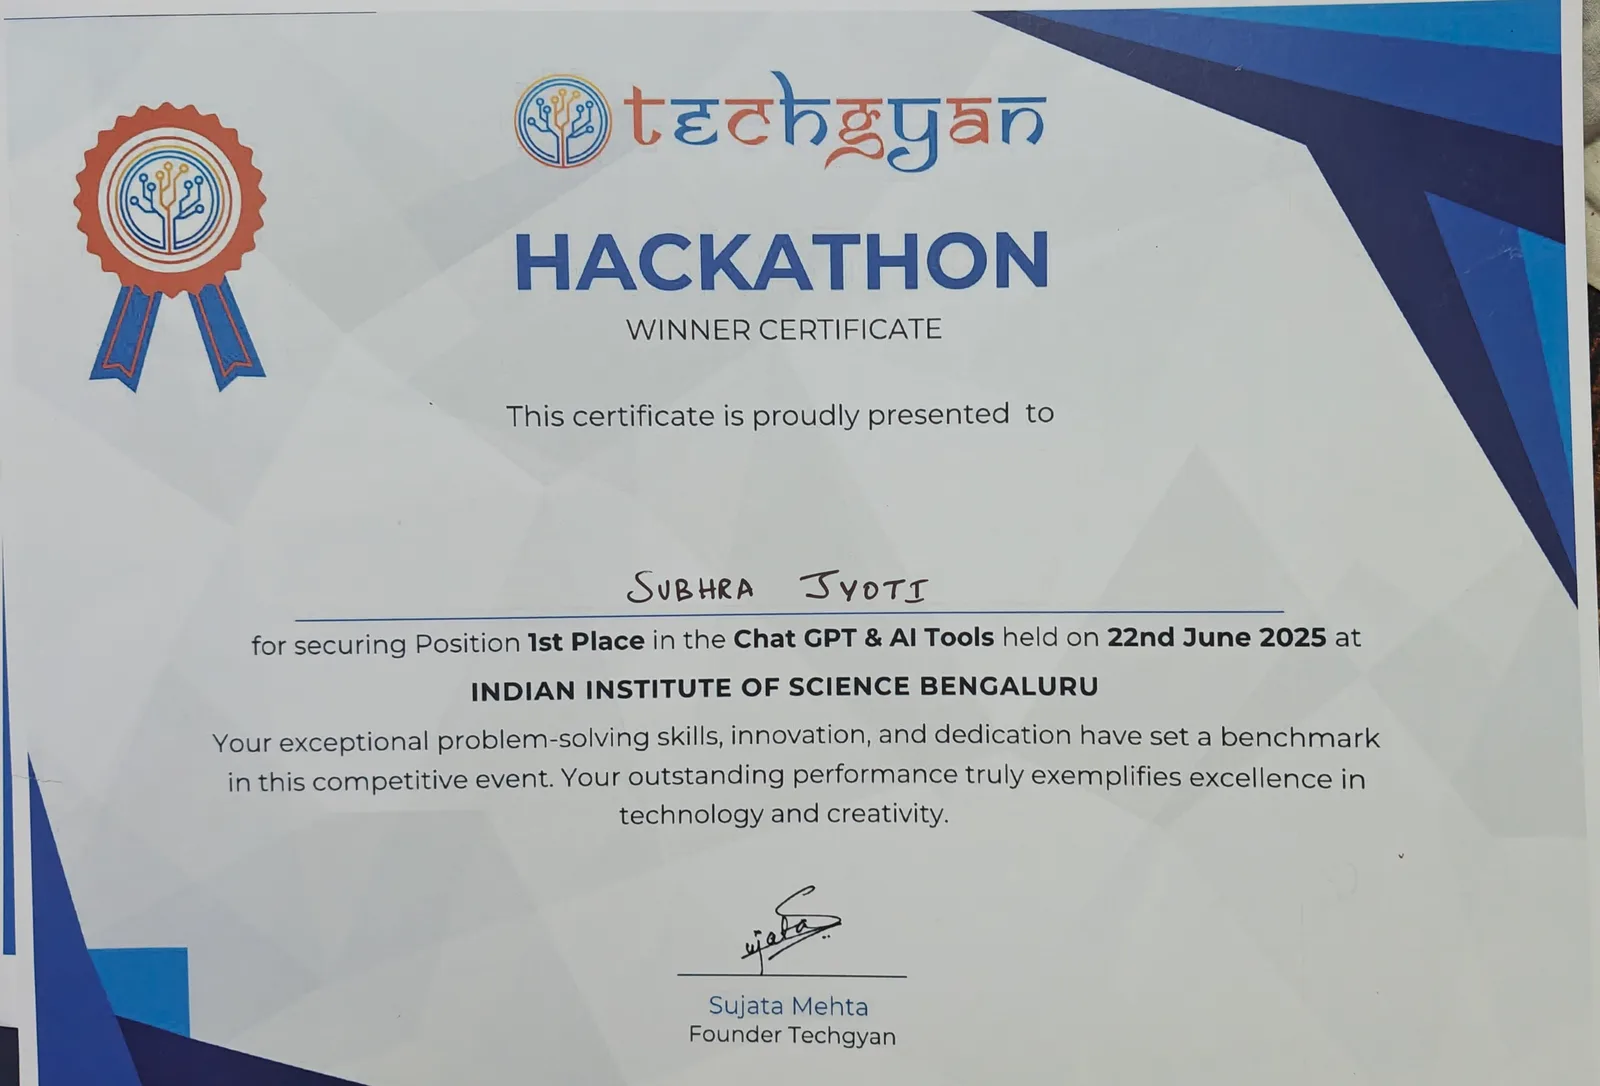 techgyan
HACKATHON
WINNER CERTIFICATE
This certificate is proudly presented to
SUBHRA JYOTI
for securing Position 1st Place in the Chat GPT & AI Tools held on 22nd June 2025 at
INDIAN INSTITUTE OF SCIENCE BENGALURU
Your exceptional problem-solving skills, innovation, and dedication have set a benchmark
in this competitive event. Your outstanding performance truly exemplifies excellence in
technology and creativity.
Sujata
Sujata Mehta
Founder Techgyan